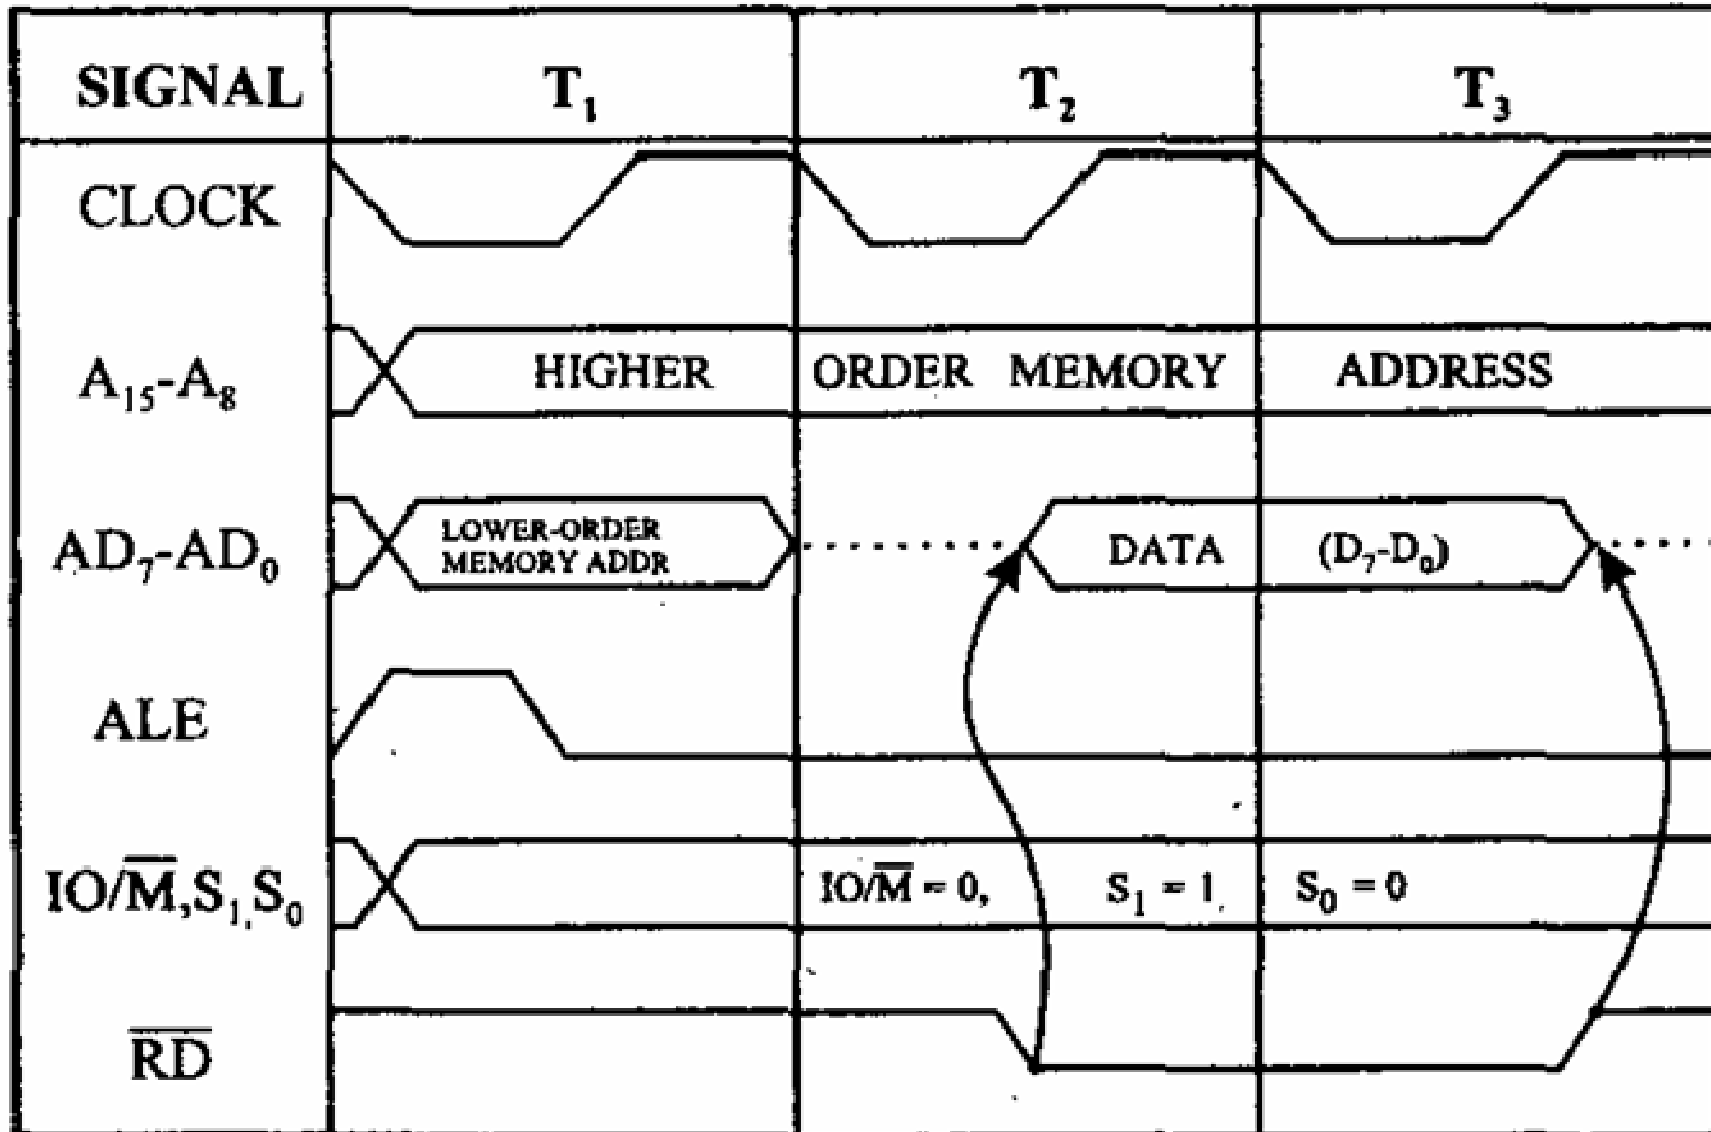 SIGNAL T₁ T₂ T₃
CLOCK
A₁₅-A₈ HIGHER ORDER MEMORY ADDRESS
AD₇-AD₀ LOWER-ORDER
MEMORY ADDR DATA (D₇-D₀)
ALE
IO/M̅,S₁,S₀ IO/M̅ = 0, S₁ = 1, S₀ = 0
R̅D̅